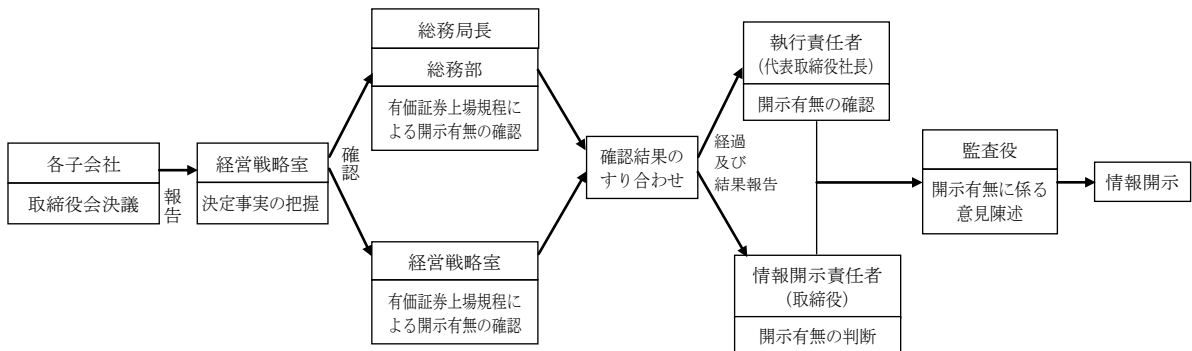 各子会社
取締役会決議
報告
経営戦略室
決定事実の把握
確認
総務局長
総務部
有価証券上場規程に
よる開示有無の確認
経営戦略室
有価証券上場規程に
よる開示有無の確認
確認結果の
すり合わせ
経過
及び
結果報告
執行責任者
(代表取締役社長)
開示有無の確認
情報開示責任者
(取締役)
開示有無の判断
監査役
開示有無に係る
意見陳述
情報開示